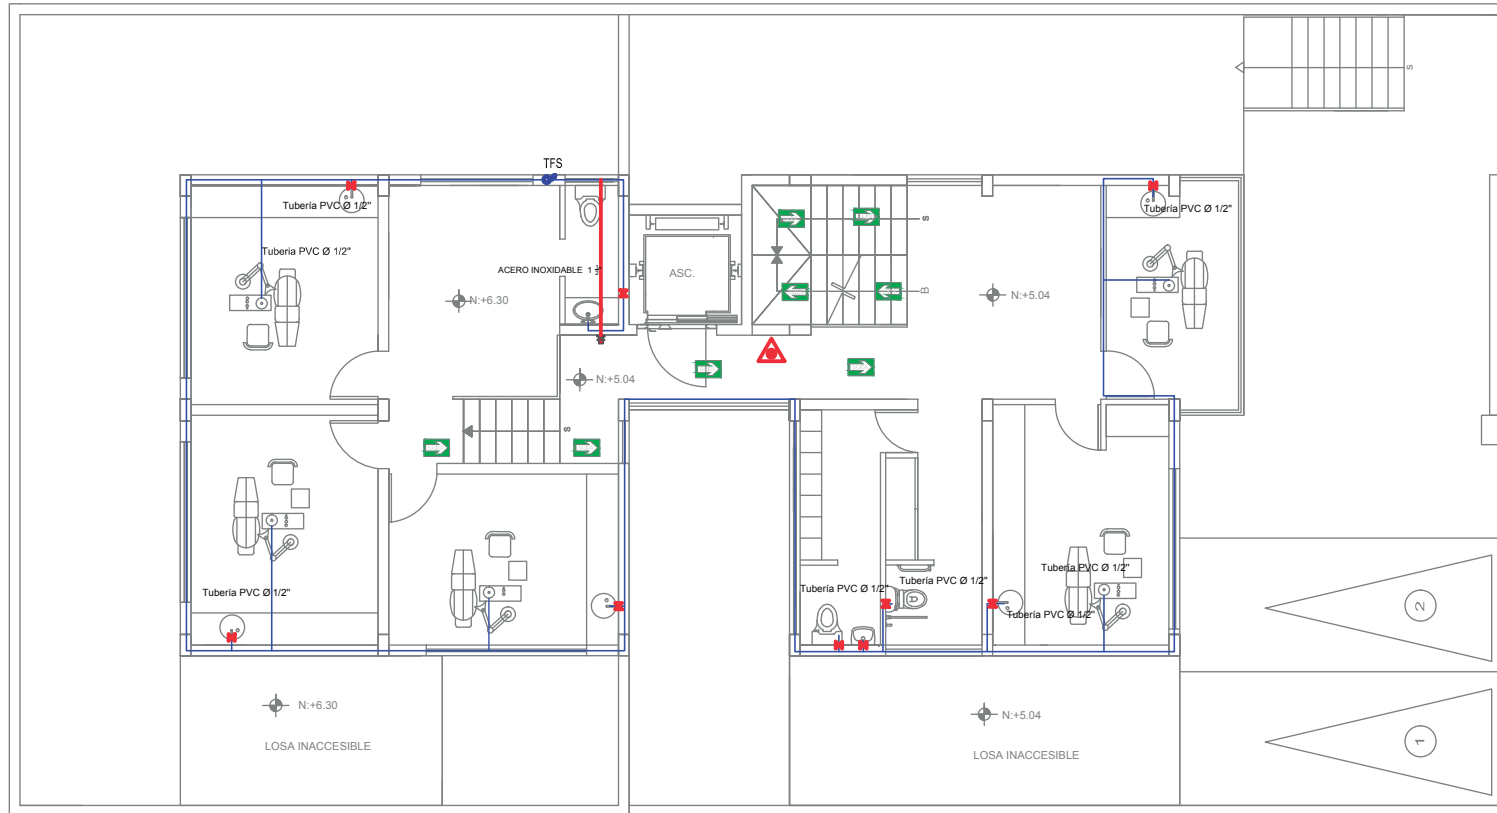 S
TFS
Tubería PVC Ø 1/2"
Tubería PVC Ø 1/2"
S
Tuberia PVC Ø 1/2"
ACERO INOXIDABLE 1
ASC.
N:+6.30
B
N:+5.04
N:+5.04
S
Tubería PVC Ø 1/2"
Tubería PVC Ø 1/2"
Tubería PVC Ø 1/2"
Tubería PVC Ø 1/2"
Tubería PVC Ø 1/2"
2
N:+6.30
N:+5.04
LOSA INACCESIBLE
LOSA INACCESIBLE
1